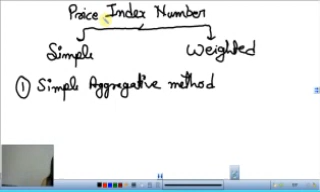 Price Index Number
Simple Weighted
① Simple Aggregative method